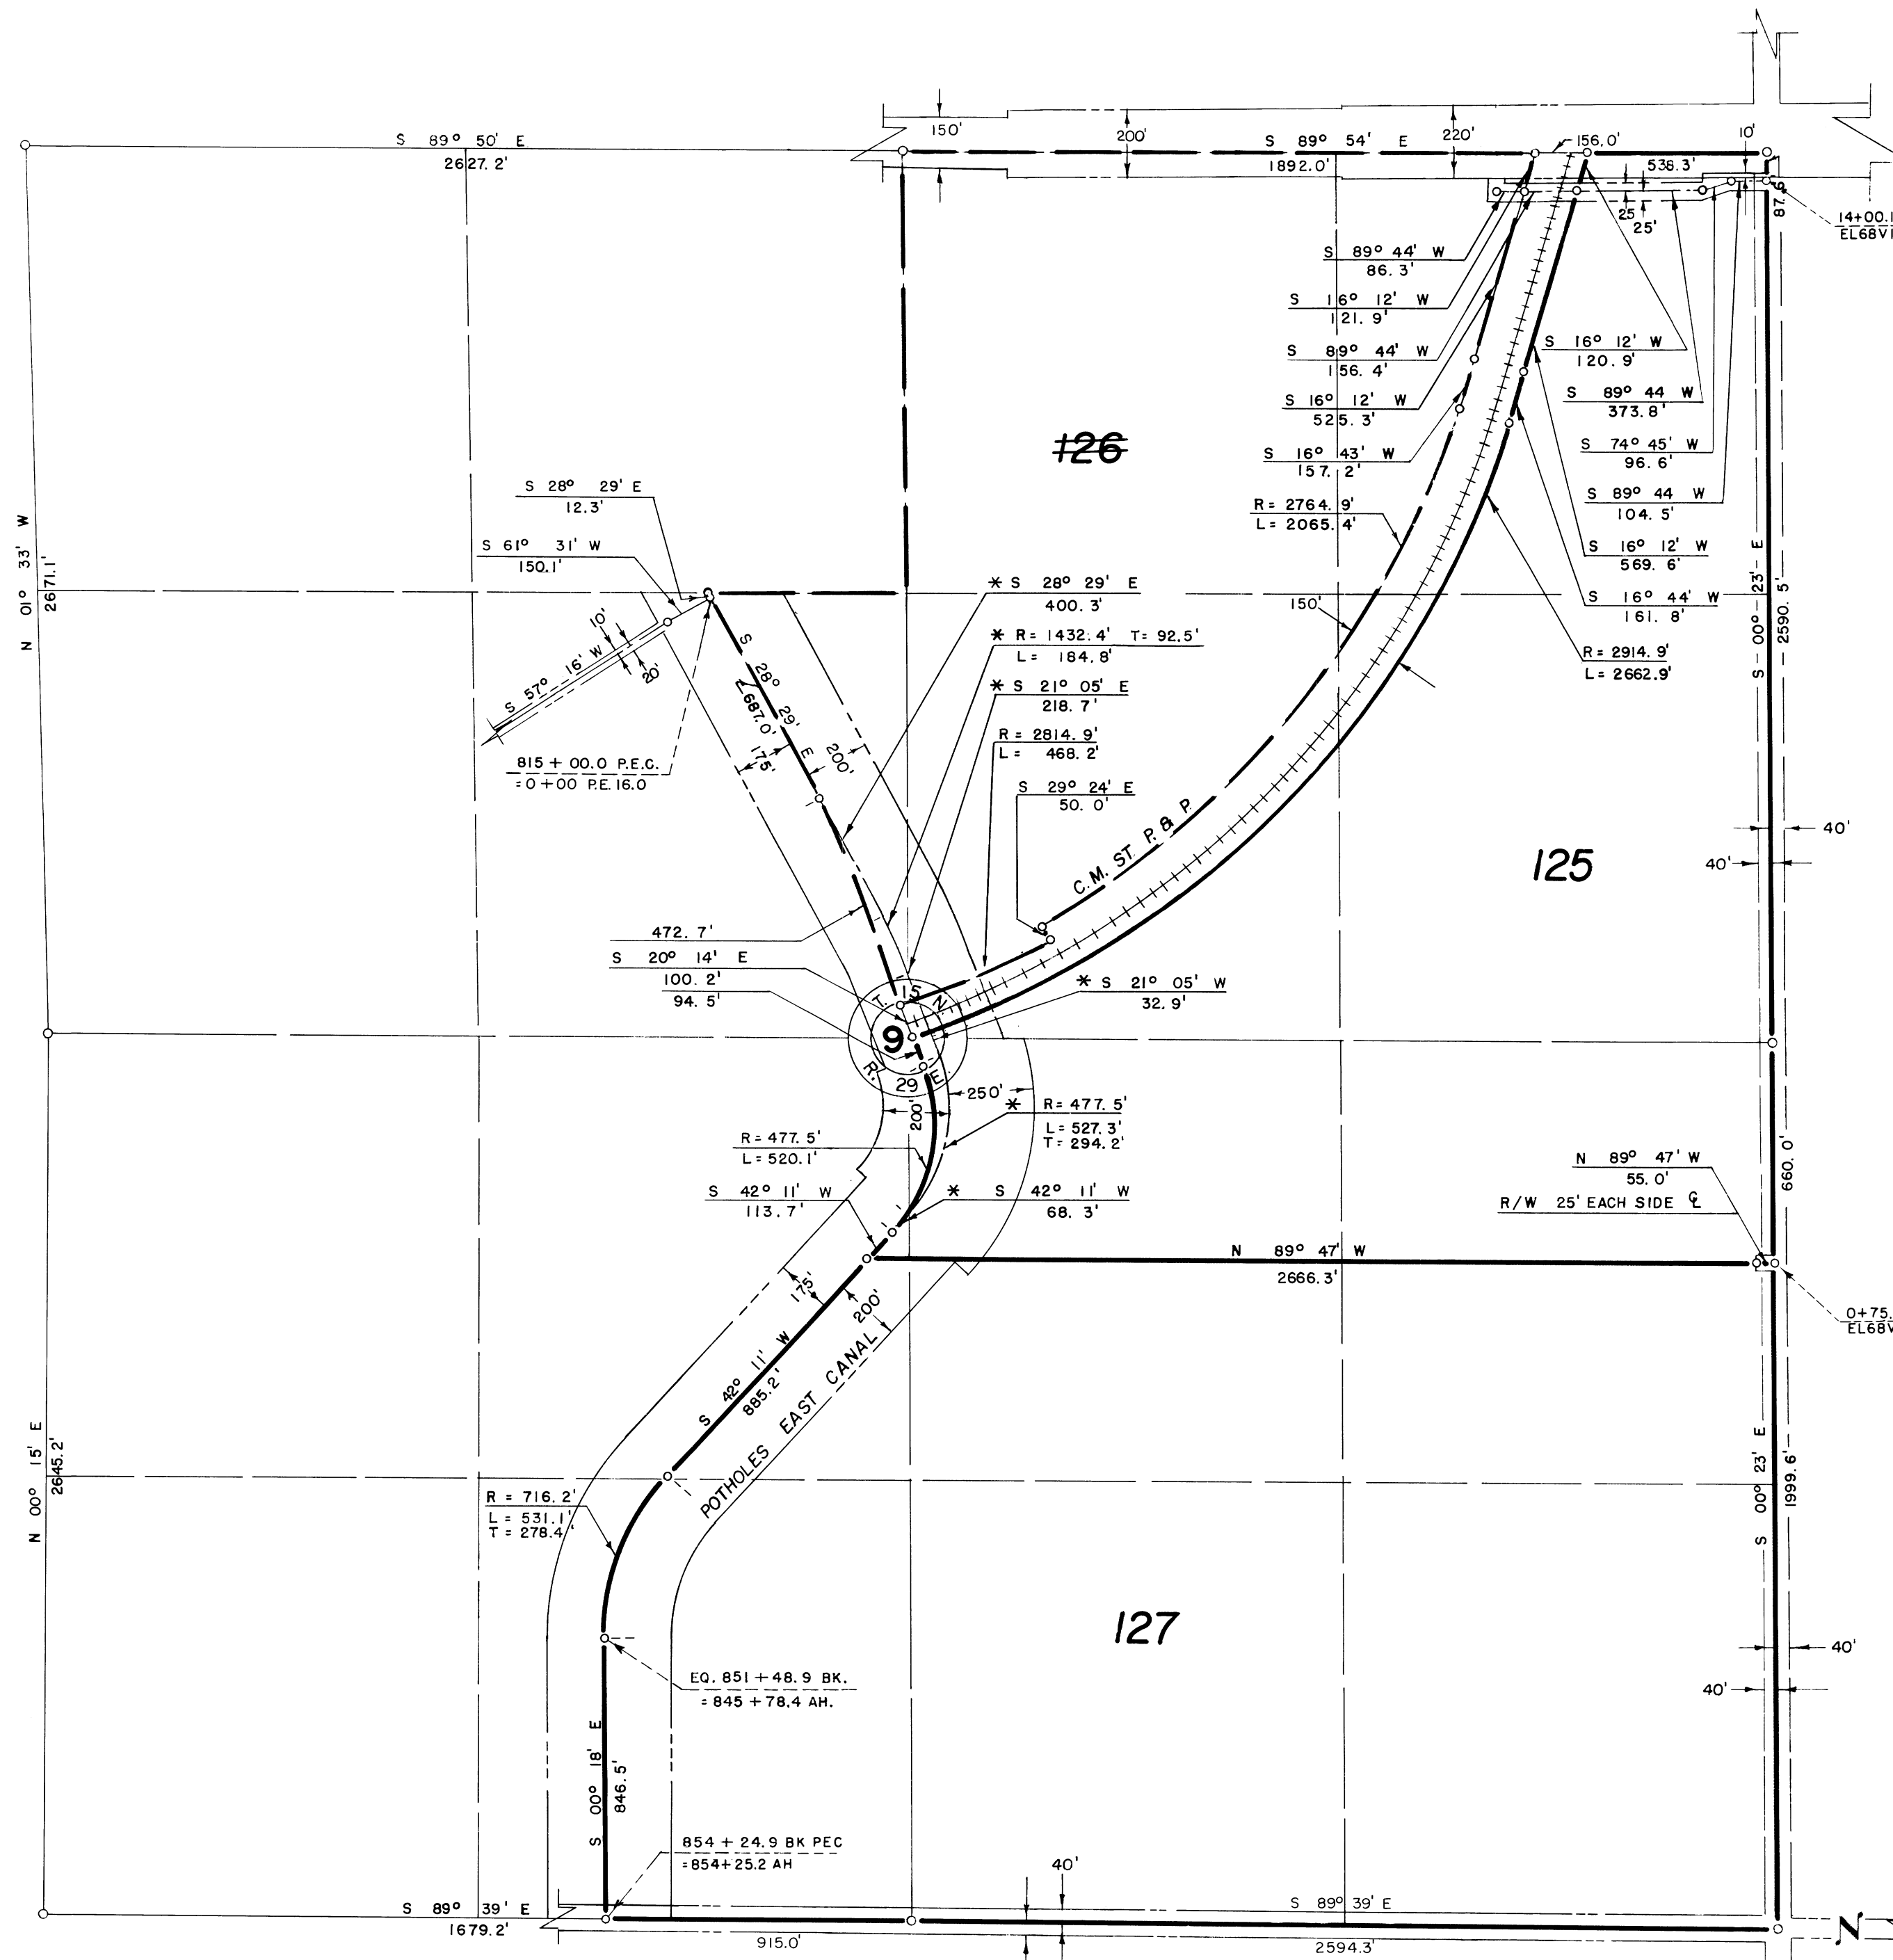 150'
200'
220'
10'
S 89° 50' E
2627.2'
S 89° 54' E
1892.0'
156.0'
538.3'
87.6
14+00.1
EL68V1
25
25'
S 89° 44' W
86.3'
S 16° 12' W
121.9'
S 89° 44' W
156.4'
S 16° 12' W
525.3'
S 16° 43' W
157.2'
R = 2764.9'
L = 2065.4'
S 16° 12' W
120.9'
S 89° 44 W
373.8'
S 74° 45' W
96.6'
S 89° 44 W
104.5'
S 16° 12' W
569.6'
S 16° 44' W
161.8'
R = 2914.9'
L = 2662.9'
126
S 28° 29' E
12.3'
S 61° 31' W
150.1'
N 01° 33' W
2671.1'
S 00° 23' E
2590.5'
* S 28° 29' E
400.3'
* R = 1432.4' T = 92.5'
L = 184.8'
* S 21° 05' E
218.7'
R = 2814.9'
L = 468.2'
S 29° 24' E
50.0'
150'
10'
20'
S 57° 16' W
S 28° 29' E
687.0'
175'
200'
815 + 00.0 P.E.C.
= 0+00 P.E.16.0
C.M. ST. P. & P.
125
40'
40'
472.7'
S 20° 14' E
100.2'
94.5'
T. 15 N.
9
R. 29 E.
* S 21° 05' W
32.9'
250'
200'
* R = 477.5'
L = 527.3'
T = 294.2'
R = 477.5'
L = 520.1'
S 42° 11' W
113.7'
* S 42° 11' W
68.3'
N 89° 47' W
55.0'
R/W 25' EACH SIDE ℄
660.0'
N 89° 47' W
2666.3'
0+75.
EL68V
175'
200'
S 42° 11' W
885.2'
POTHOLES EAST CANAL
N 00° 15' E
2645.2'
S 00° 23' E
1999.6'
R = 716.2'
L = 531.1'
T = 278.4'
127
EQ. 851 + 48.9 BK.
= 845 + 78.4 AH.
40'
40'
S 00° 18' E
846.5'
854 + 24.9 BK PEC
= 854+25.2 AH
40'
S 89° 39' E
1679.2'
S 89° 39' E
915.0'
2594.3'
N